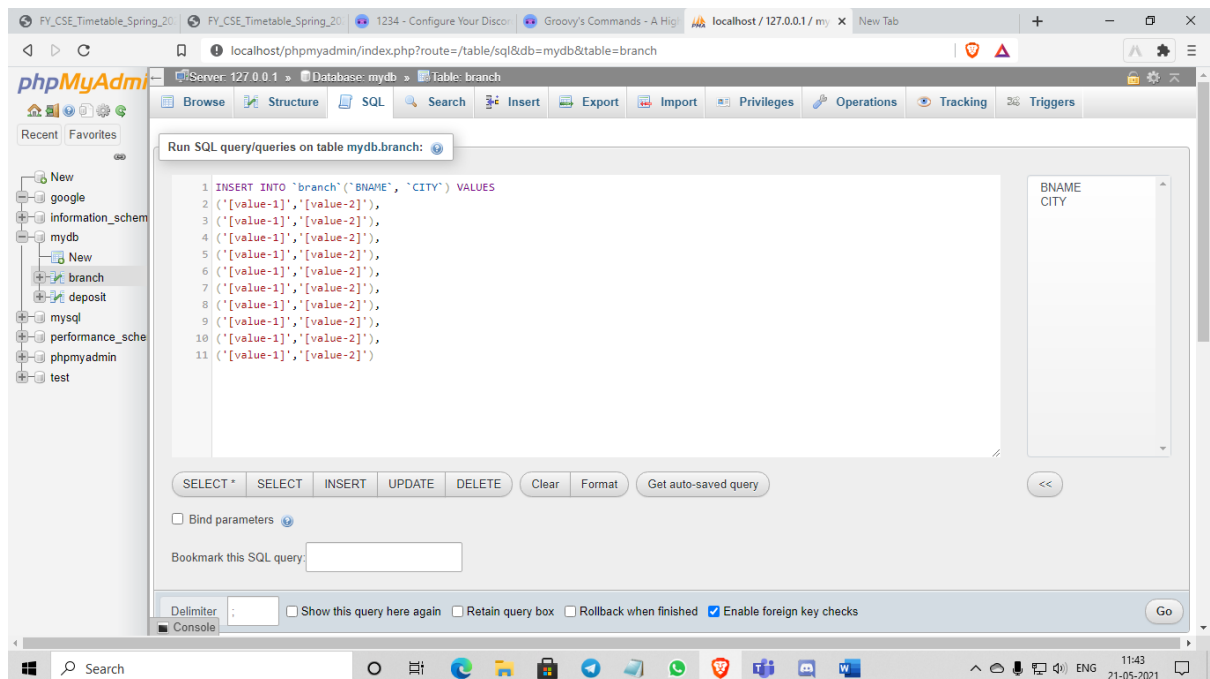 FY_CSE_Timetable_Spring_20 FY_CSE_Timetable_Spring_20 1234 - Configure Your Discor Groovy's Commands - A High localhost / 127.0.0.1 / my New Tab
localhost/phpmyadmin/index.php?route=/table/sql&db=mydb&table=branch
phpMyAdmi
Server: 127.0.0.1 » Database: mydb » Table: branch
Browse Structure SQL Search Insert Export Import Privileges Operations Tracking Triggers
Recent Favorites
New
google
information_schem
mydb
New
branch
deposit
mysql
performance_sche
phpmyadmin
test
Run SQL query/queries on table mydb.branch:
1 INSERT INTO `branch`(`BNAME`, `CITY`) VALUES
2 ('[value-1]','[value-2]'),
3 ('[value-1]','[value-2]'),
4 ('[value-1]','[value-2]'),
5 ('[value-1]','[value-2]'),
6 ('[value-1]','[value-2]'),
7 ('[value-1]','[value-2]'),
8 ('[value-1]','[value-2]'),
9 ('[value-1]','[value-2]'),
10 ('[value-1]','[value-2]'),
11 ('[value-1]','[value-2]')
BNAME
CITY
SELECT * SELECT INSERT UPDATE DELETE Clear Format Get auto-saved query <<
Bind parameters
Bookmark this SQL query:
Delimiter ; Show this query here again Retain query box Rollback when finished Enable foreign key checks Go
Console
Search ENG 11:43
21-05-2021